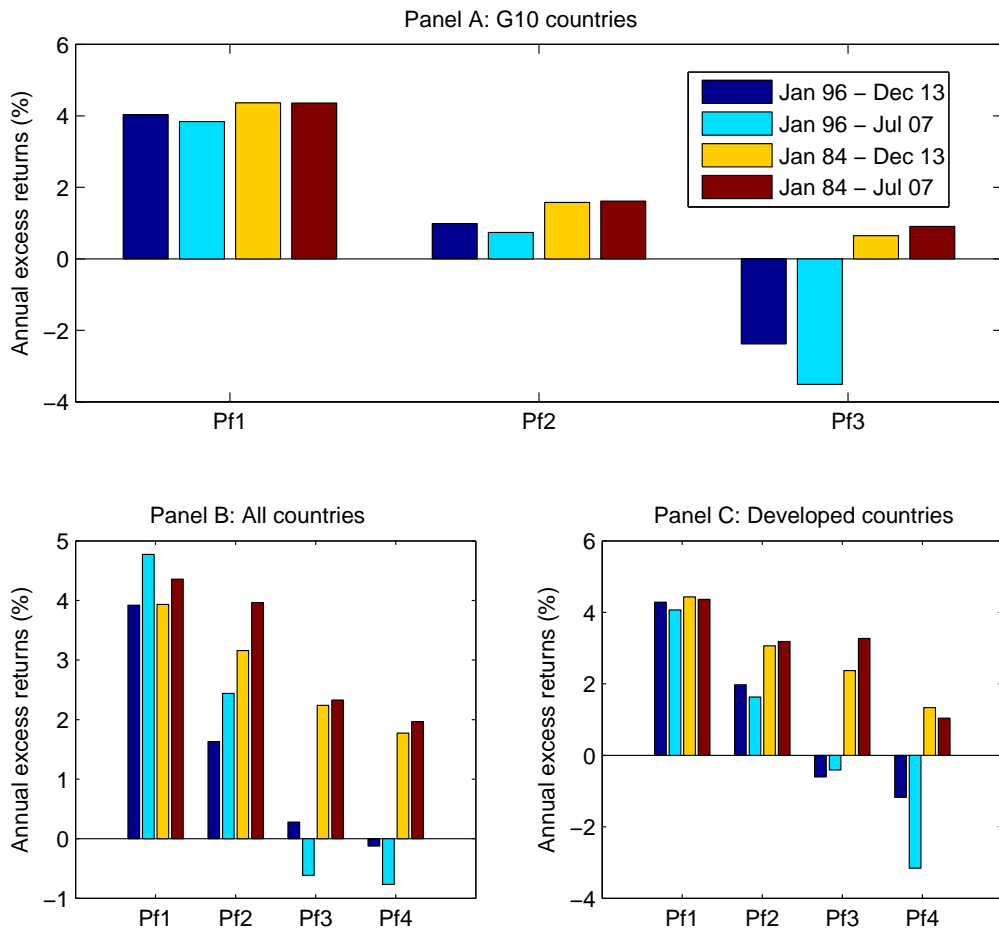 Panel A: G10 countries
Annual excess returns (%)
6
4
2
0
−2
−4
Pf1
Pf2
Pf3
Jan 96 − Dec 13
Jan 96 − Jul 07
Jan 84 − Dec 13
Jan 84 − Jul 07
Panel B: All countries
Annual excess returns (%)
5
4
3
2
1
0
−1
Pf1
Pf2
Pf3
Pf4
Panel C: Developed countries
Annual excess returns (%)
6
4
2
0
−2
−4
Pf1
Pf2
Pf3
Pf4